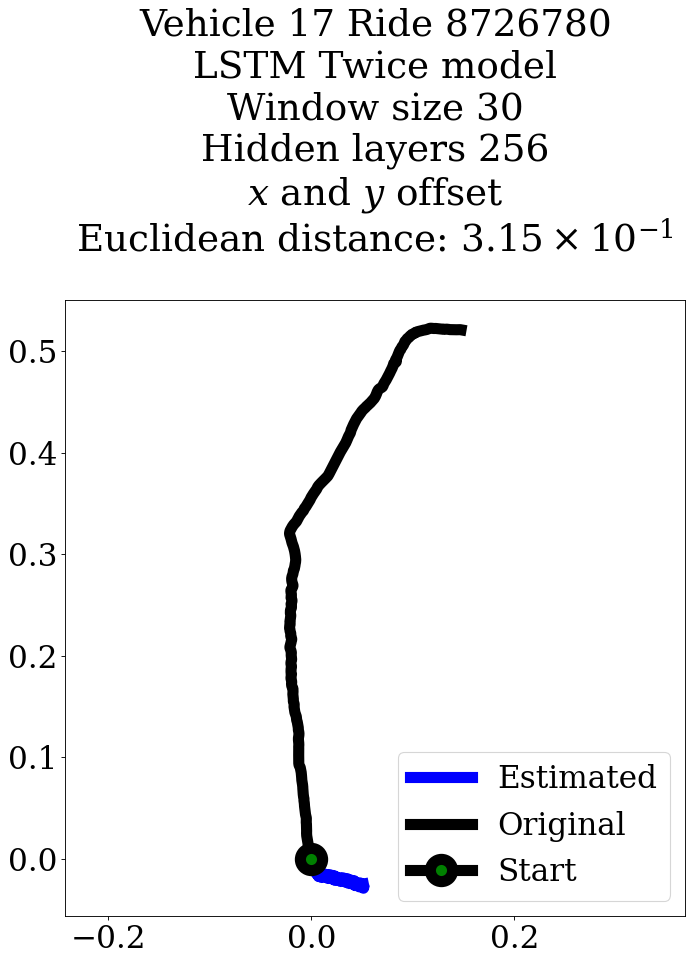 Vehicle 17 Ride 8726780
LSTM Twice model
Window size 30
Hidden layers 256
x and y offset
Euclidean distance: 3.15 × 10⁻¹
0.5
0.4
0.3
0.2
0.1
0.0
−0.2
0.0
0.2
Estimated
Original
Start